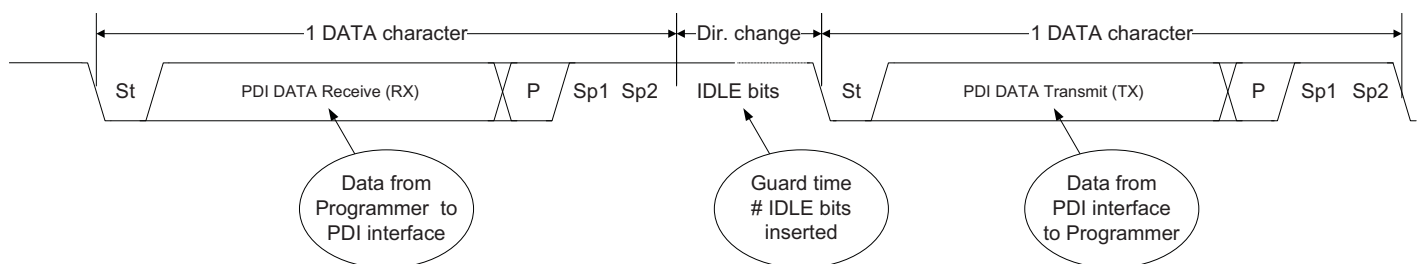 1 DATA character
Dir. change
1 DATA character
St
PDI DATA Receive (RX)
P
Sp1 Sp2
IDLE bits
St
PDI DATA Transmit (TX)
P
Sp1 Sp2
Data from
Programmer to
PDI interface
Guard time
# IDLE bits
inserted
Data from
PDI interface
to Programmer